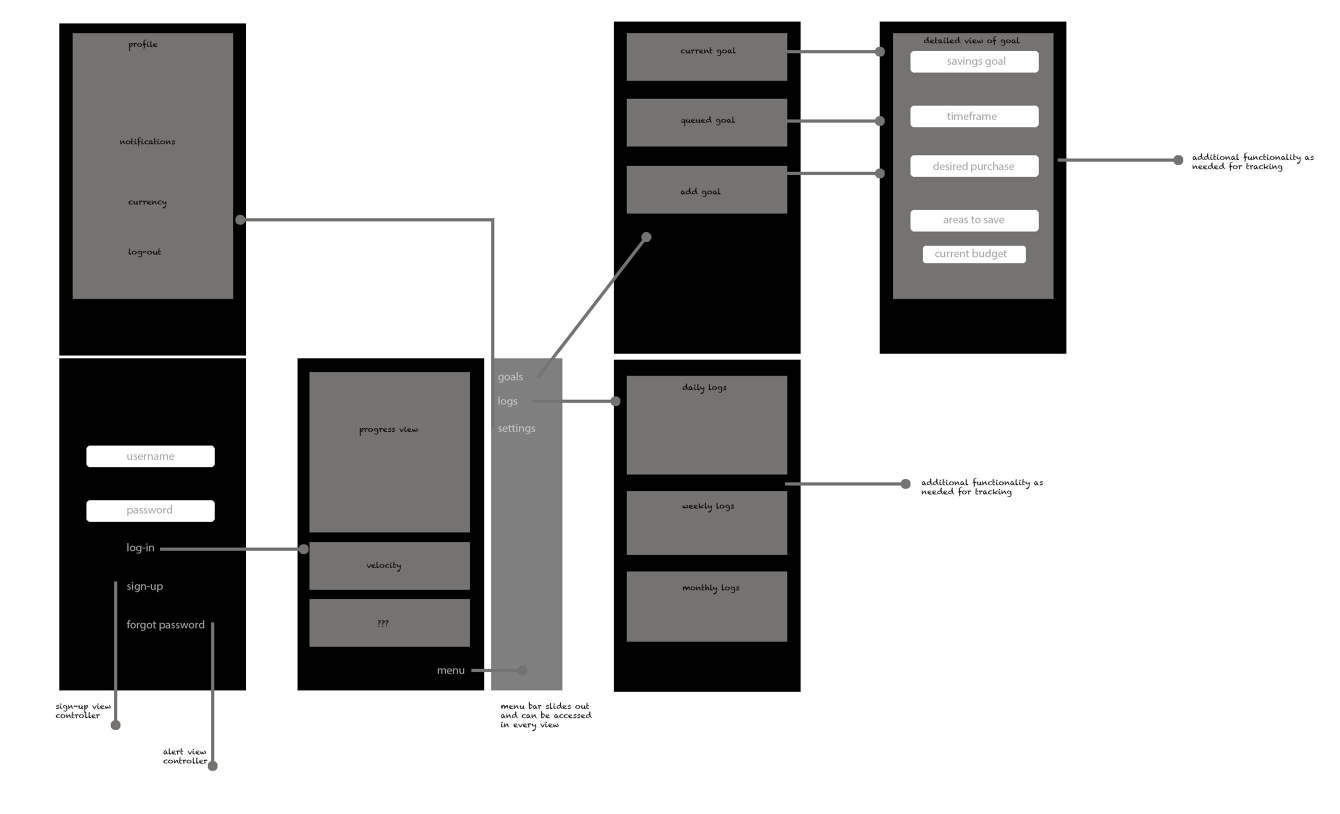 profile
notifications
currency
log-out
current goal
queued goal
add goal
detailed view of goal
savings goal
timeframe
desired purchase
areas to save
current budget
additional functionality as
needed for tracking
username
password
log-in
sign-up
forgot password
sign-up view
controller
alert view
controller
progress view
velocity
???
menu
goals
logs
settings
menu bar slides out
and can be accessed
in every view
daily logs
weekly logs
monthly logs
additional functionality as
needed for tracking